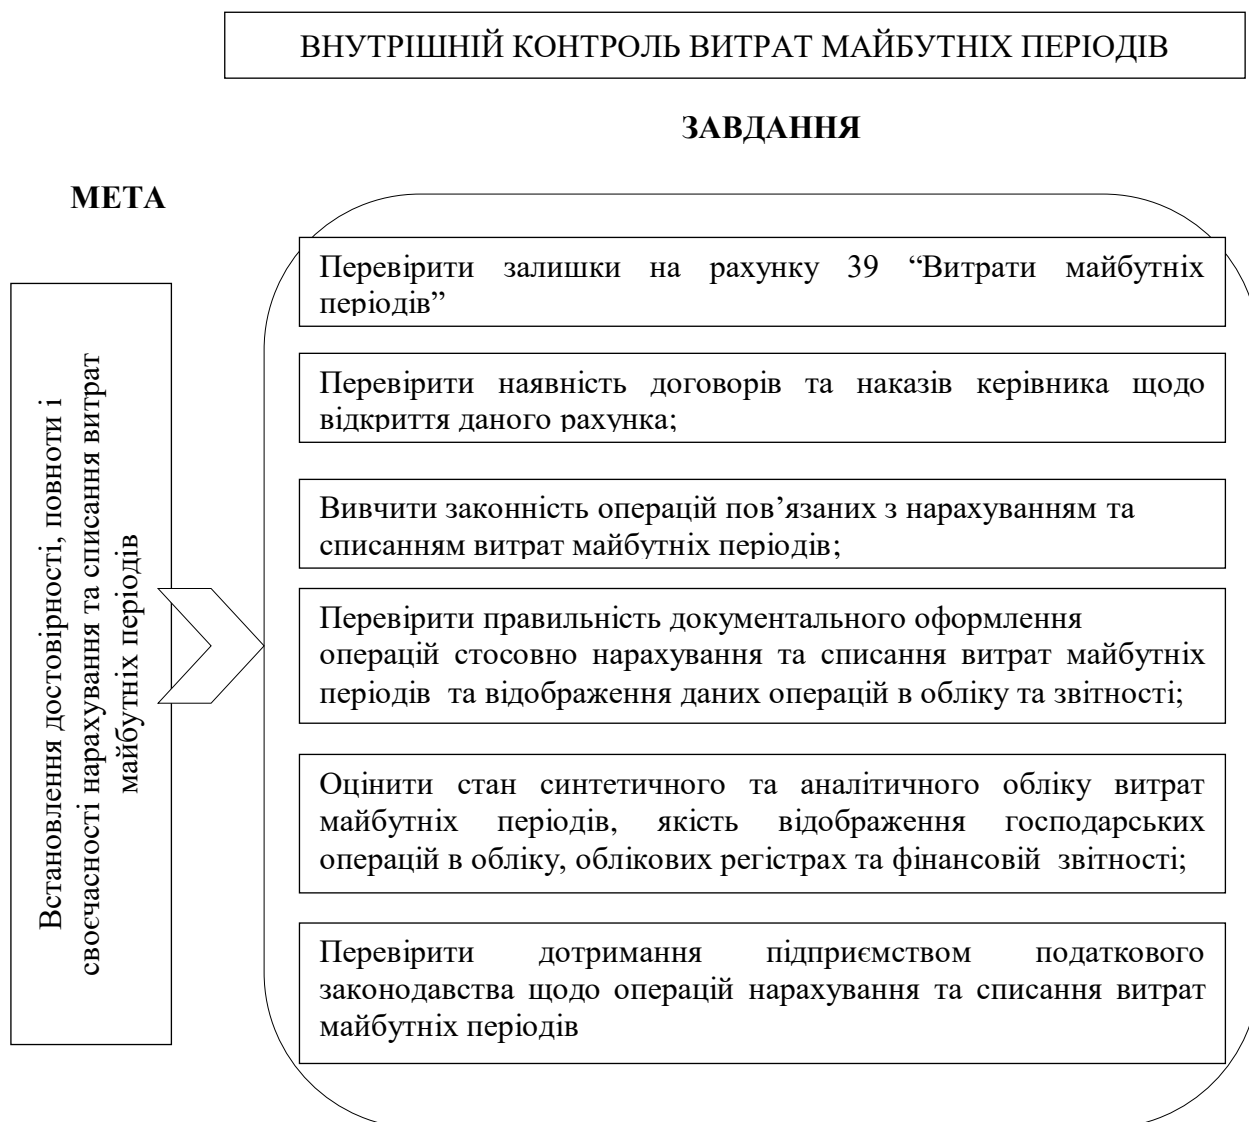 ВНУТРІШНІЙ КОНТРОЛЬ ВИТРАТ МАЙБУТНІХ ПЕРІОДІВ
ЗАВДАННЯ
МЕТА
Встановлення достовірності, повноти і
своєчасності нарахування та списання витрат
майбутніх періодів
Перевірити залишки на рахунку 39 “Витрати майбутніх
періодів”
Перевірити наявність договорів та наказів керівника щодо
відкриття даного рахунка;
Вивчити законність операцій пов’язаних з нарахуванням та
списанням витрат майбутніх періодів;
Перевірити правильність документального оформлення
операцій стосовно нарахування та списання витрат майбутніх
періодів та відображення даних операцій в обліку та звітності;
Оцінити стан синтетичного та аналітичного обліку витрат
майбутніх періодів, якість відображення господарських
операцій в обліку, облікових регістрах та фінансовій звітності;
Перевірити дотримання підприємством податкового
законодавства щодо операцій нарахування та списання витрат
майбутніх періодів